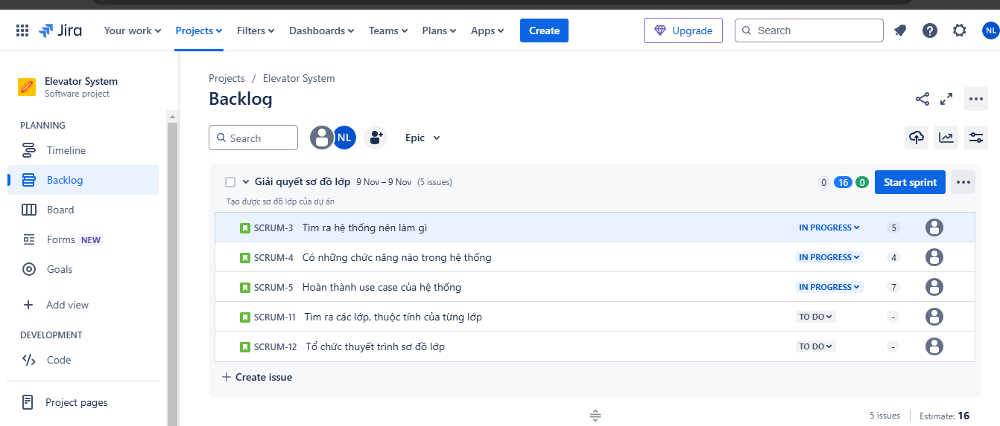 Jira Your work Projects Filters Dashboards Teams Plans Apps Create Upgrade Search NL
Elevator System
Software project
PLANNING
Timeline
Backlog
Board
Forms NEW
Goals
Add view
DEVELOPMENT
Code
Project pages
Projects / Elevator System
Backlog
Search NL Epic
Giải quyết sơ đồ lớp 9 Nov – 9 Nov (5 issues) 0 16 0 Start sprint
Tạo được sơ đồ lớp của dự án
SCRUM-3 Tìm ra hệ thống nên làm gì IN PROGRESS 5
SCRUM-4 Có những chức năng nào trong hệ thống IN PROGRESS 4
SCRUM-5 Hoàn thành use case của hệ thống IN PROGRESS 7
SCRUM-11 Tìm ra các lớp, thuộc tính của từng lớp TO DO -
SCRUM-12 Tổ chức thuyết trình sơ đồ lớp TO DO -
+ Create issue
5 issues Estimate: 16